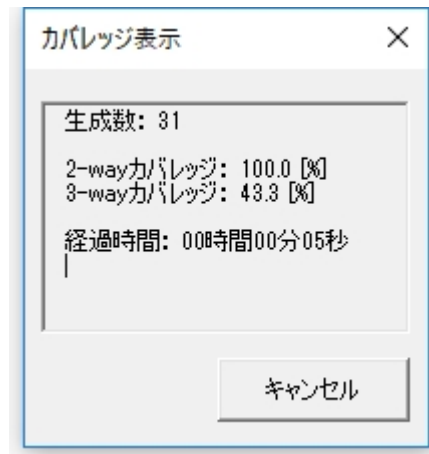 カバレッジ表示
生成数: 31
2-wayカバレッジ: 100.0 [%]
3-wayカバレッジ: 43.3 [%]
経過時間: 00時間00分05秒
キャンセル